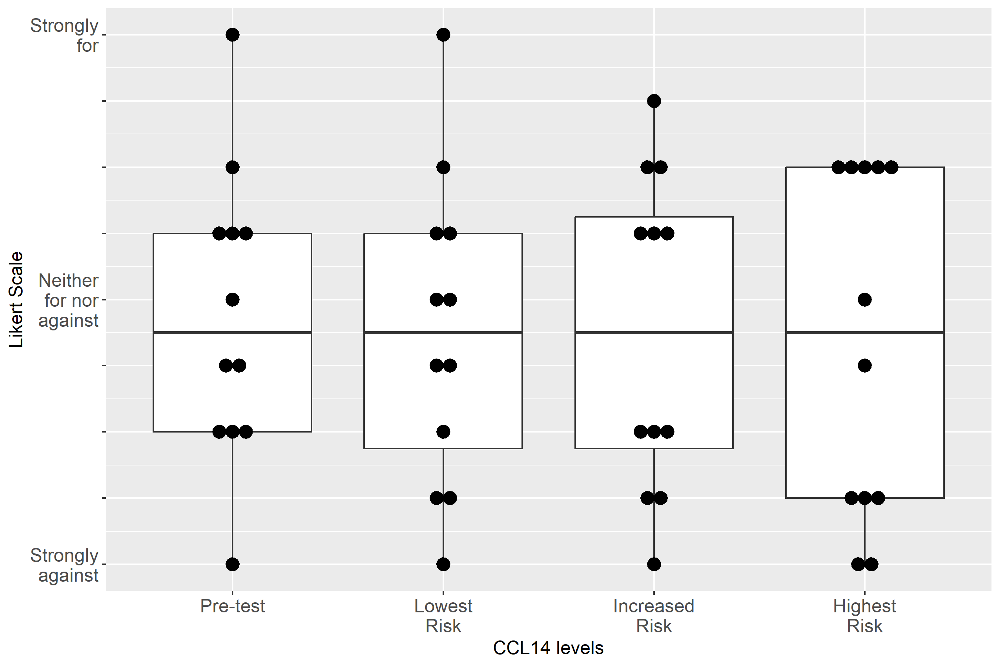 Strongly
for
Neither
for nor
against
Strongly
against
Likert Scale
Pre-test
Lowest
Risk
Increased
Risk
Highest
Risk
CCL14 levels